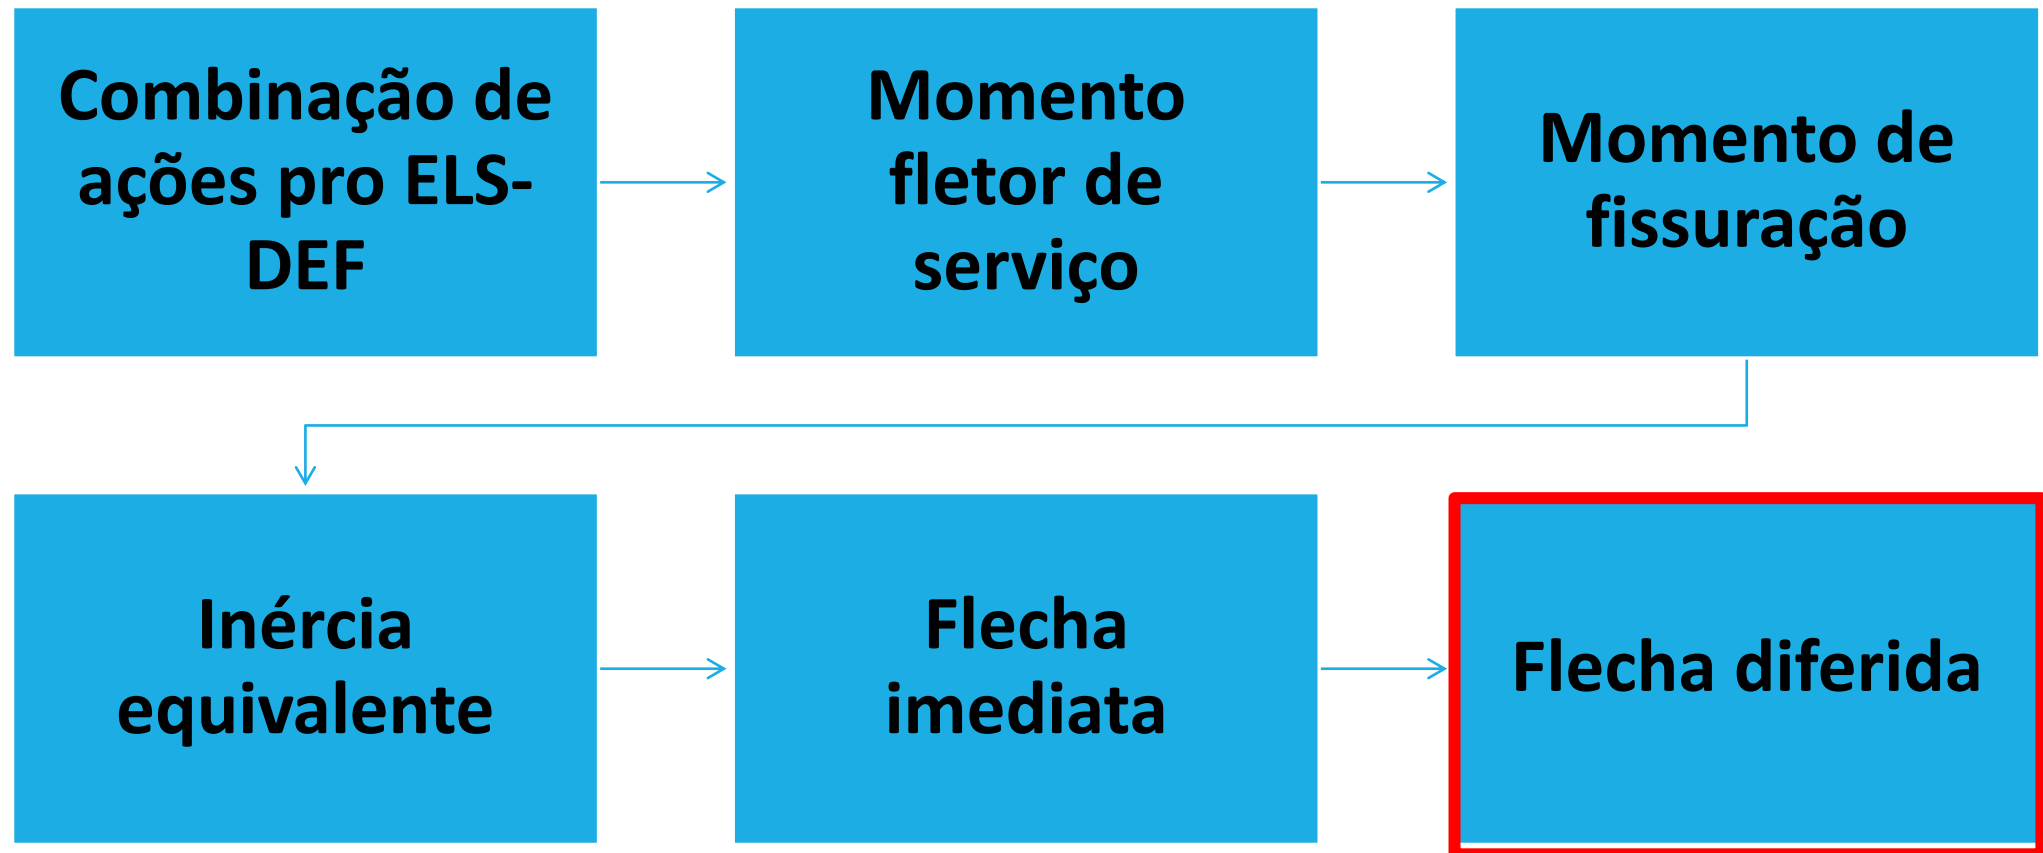 Combinação de
ações pro ELS-
DEF
Momento
fletor de
serviço
Momento de
fissuração
Inércia
equivalente
Flecha
imediata
Flecha diferida